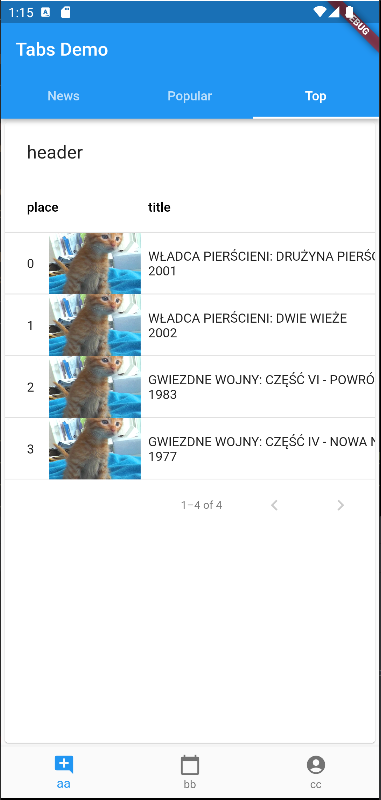 1:15
DEBUG
Tabs Demo
News Popular Top
header
place title
0 WŁADCA PIERŚCIENI: DRUŻYNA
2001
1 WŁADCA PIERŚCIENI: DWIE WIEŻE
2002
2 GWIEZDNE WOJNY: CZĘŚĆ VI - POWRÓ
1983
3 GWIEZDNE WOJNY: CZĘŚĆ IV - NOWA
1977
1–4 of 4
aa bb cc